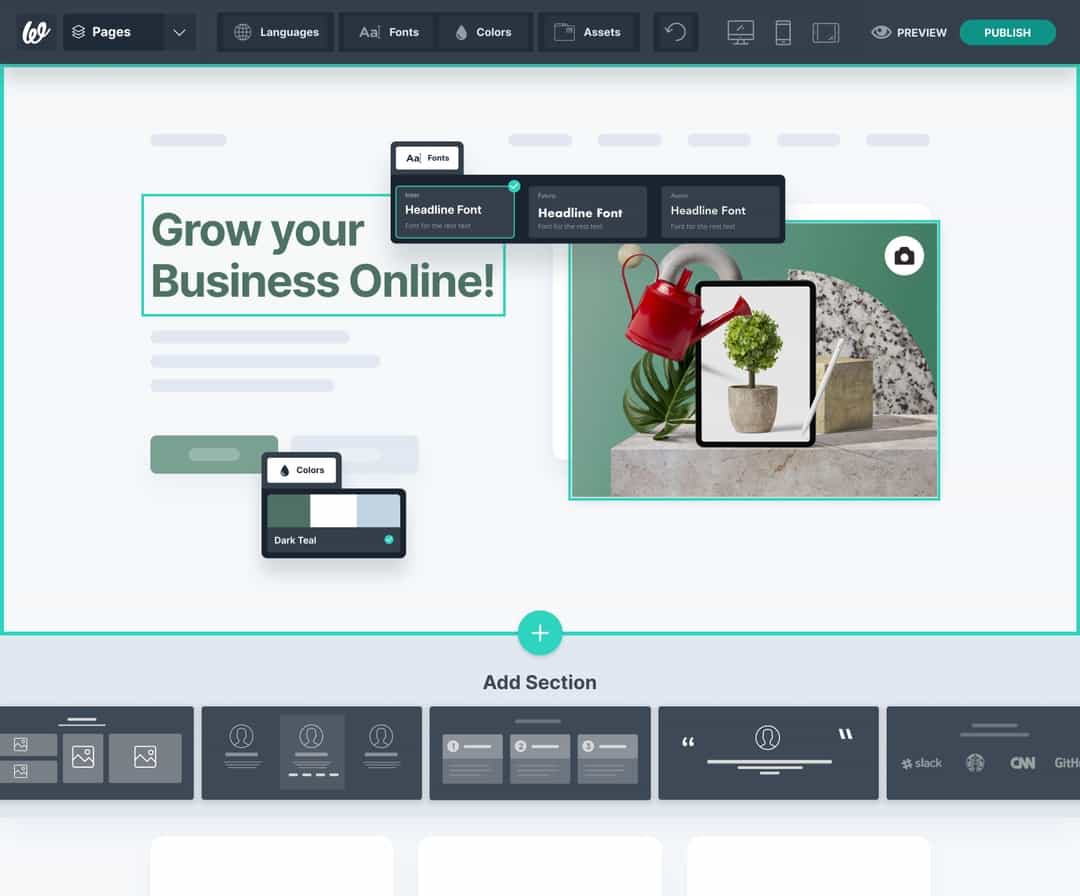 Pages
Languages
Aa Fonts
Colors
Assets
PREVIEW
PUBLISH
Aa Fonts
Inter
Headline Font
Font for the rest text
Futura
Headline Font
Font for the rest text
Headline Font
Font for the rest text
Grow your
Business Online!
Colors
Dark Teal
Add Section
1
2
3
“
"
slack
CNN
GitH